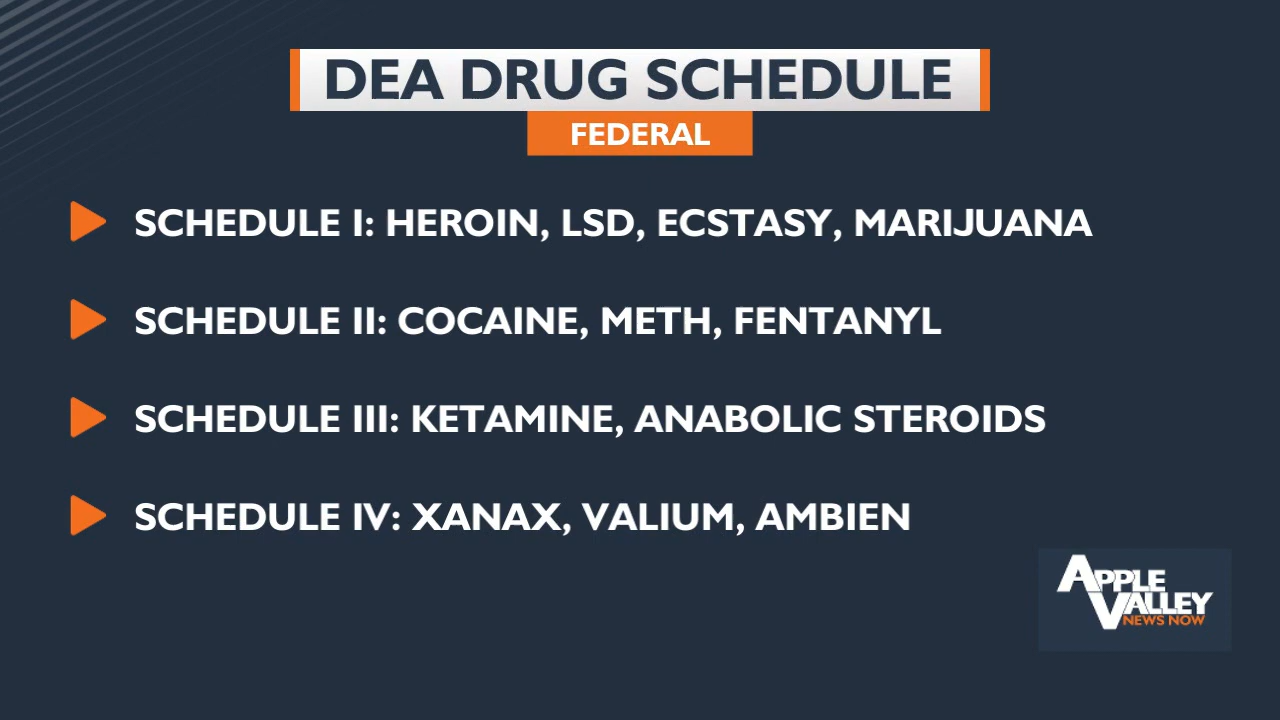 DEA DRUG SCHEDULE
FEDERAL
SCHEDULE I: HEROIN, LSD, ECSTASY, MARIJUANA
SCHEDULE II: COCAINE, METH, FENTANYL
SCHEDULE III: KETAMINE, ANABOLIC STEROIDS
SCHEDULE IV: XANAX, VALIUM, AMBIEN
APPLE
VALLEY
NEWS NOW